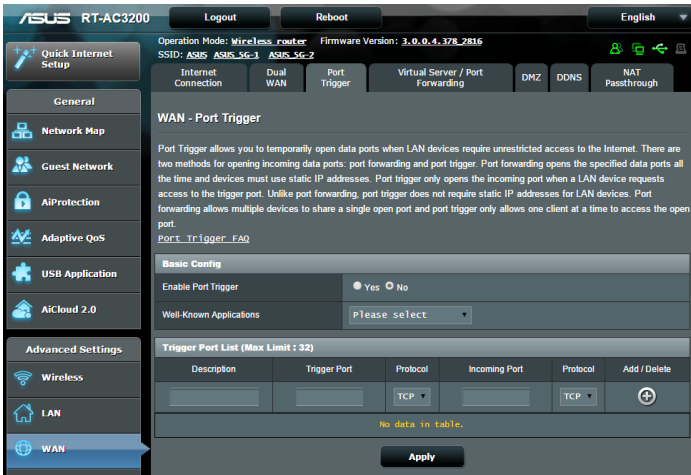 ASUS RT-AC3200 Logout Reboot English
Quick Internet Setup
General
Network Map
Guest Network
AiProtection
Adaptive QoS
USB Application
AiCloud 2.0
Advanced Settings
Wireless
LAN
WAN
Operation Mode: Wireless router Firmware Version: 3.0.0.4.378_2816
SSID: ASUS ASUS_5G-1 ASUS_5G-2
Internet Connection Dual WAN Port Trigger Virtual Server / Port Forwarding DMZ DDNS NAT Passthrough
WAN - Port Trigger
Port Trigger allows you to temporarily open data ports when LAN devices require unrestricted access to the Internet. There are
two methods for opening incoming data ports: port forwarding and port trigger. Port forwarding opens the specified data ports all
the time and devices must use static IP addresses. Port trigger only opens the incoming port when a LAN device requests
access to the trigger port. Unlike port forwarding, port trigger does not require static IP addresses for LAN devices. Port
forwarding allows multiple devices to share a single open port and port trigger only allows one client at a time to access the open
port.
Port Trigger FAQ
Basic Config
Enable Port Trigger Yes No
Well-Known Applications Please select
Trigger Port List (Max Limit : 32)
Description Trigger Port Protocol Incoming Port Protocol Add / Delete
TCP TCP
No data in table.
Apply